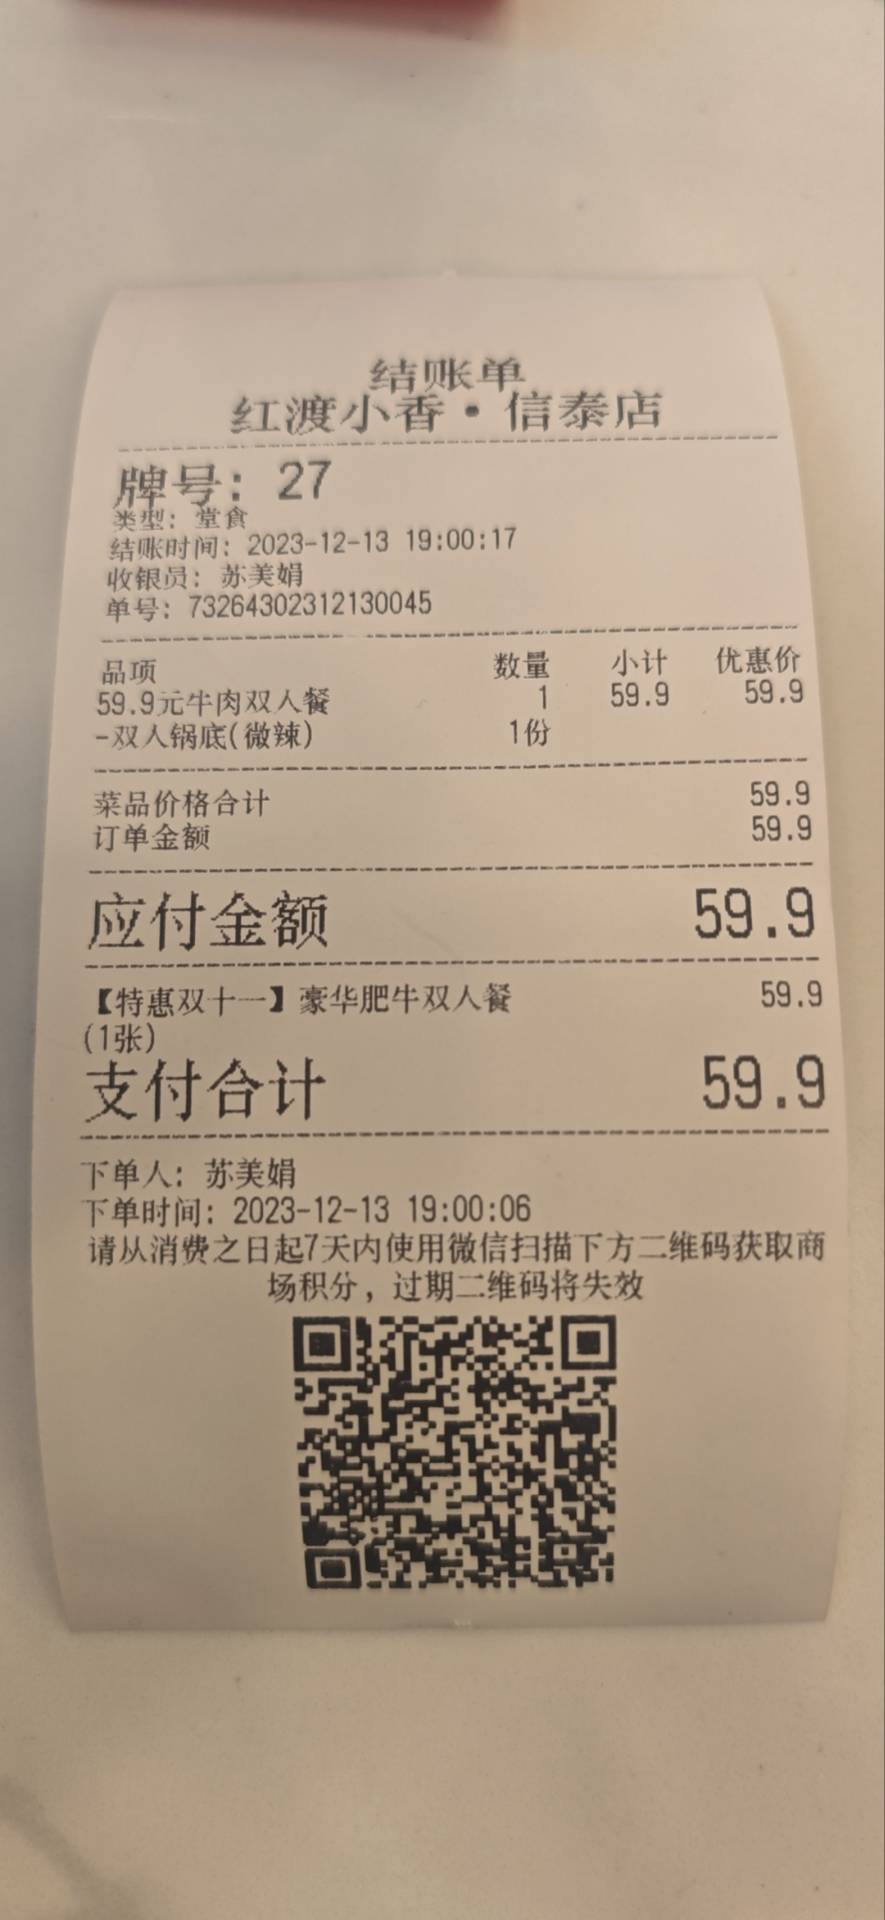 结账单
红渡小香·信泰店
牌号: 27
类型: 堂食
结账时间: 2023-12-13 19:00:17
收银员: 苏美娟
单号: 73264302312130045
品项 数量 小计 优惠价
59.9元牛肉双人餐 1 59.9 59.9
-双人锅底(微辣) 1份
菜品价格合计 59.9
订单金额 59.9
应付金额 59.9
【特惠双十一】豪华肥牛双人餐 59.9
(1张)
支付合计 59.9
下单人: 苏美娟
下单时间: 2023-12-13 19:00:06
请从消费之日起7天内使用微信扫描下方二维码获取商
场积分, 过期二维码将失效